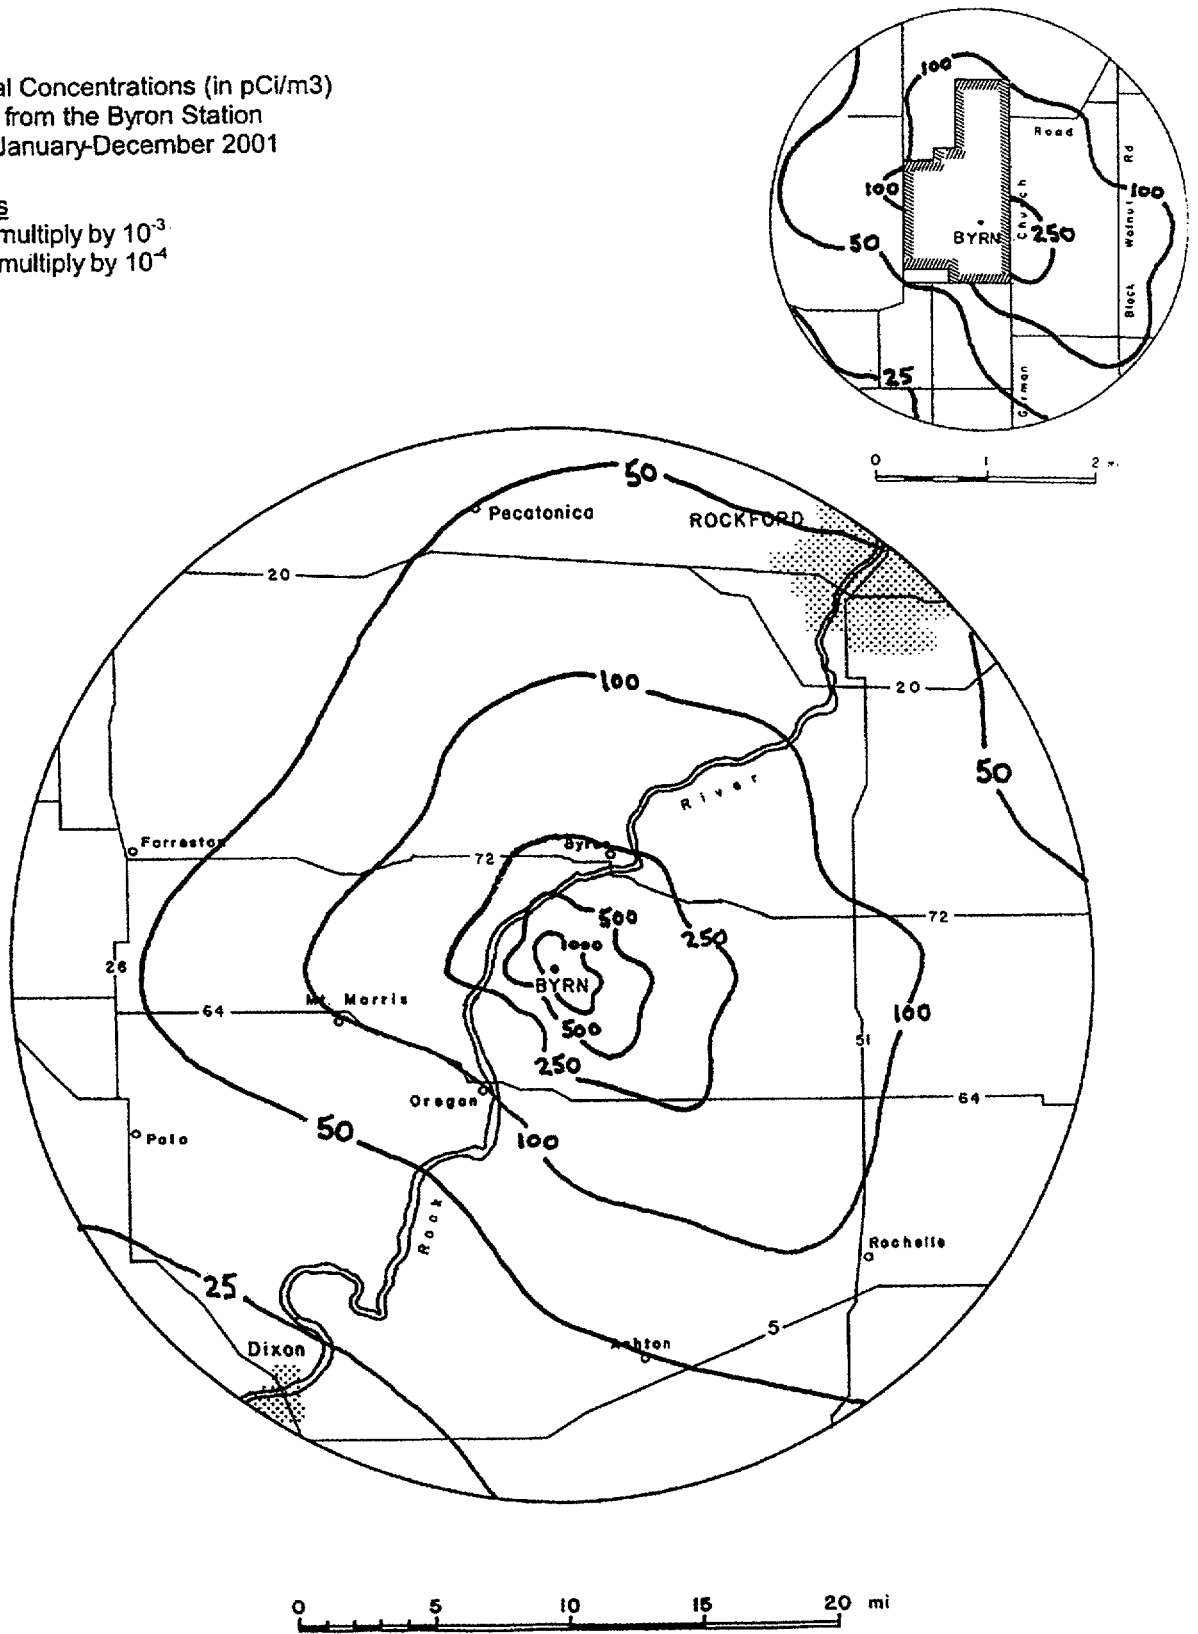 al Concentrations (in pCi/m3)
from the Byron Station
January-December 2001
s
multiply by 10-3
multiply by 10-4
100
Road
Rd
100
Church
100
Walnut
50
BYRN
250
Black
25
German
0 1 2
50
Pecatonica
ROCKFORD
20
100
20
50
River
Forreston
72
Byron
500
72
250
1000
26
BYRN
Mt. Morris
64
100
500
51
250
Oregon
64
50
100
Polo
Rock
Rochelle
25
5
Dixon
Ashton
0 5 10 15 20 mi